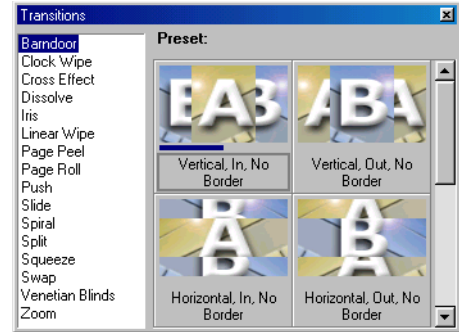 Transitions
Barndoor
Clock Wipe
Cross Effect
Dissolve
Iris
Linear Wipe
Page Peel
Page Roll
Push
Slide
Spiral
Split
Squeeze
Swap
Venetian Blinds
Zoom
Preset:
BAB
Vertical, In, No
Border
ABA
Vertical, Out, No
Border
B
A
B
Horizontal, In, No
Border
A
B
A
Horizontal, Out, No
Border